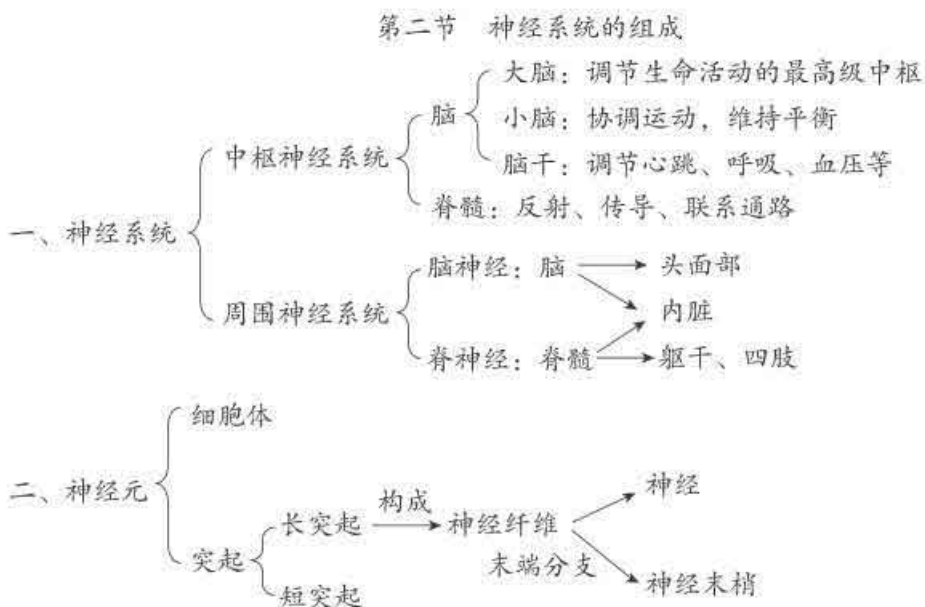 第二节 神经系统的组成
大脑：调节生命活动的最高级中枢
脑
小脑：协调运动，维持平衡
中枢神经系统
脑干：调节心跳、呼吸、血压等
脊髓：反射、传导、联系通路
一、神经系统
脑神经：脑
头面部
周围神经系统
内脏
脊神经：脊髓
躯干、四肢
细胞体
二、神经元
突起
长突起
构成
神经纤维
神经
末端分支
神经末梢
短突起